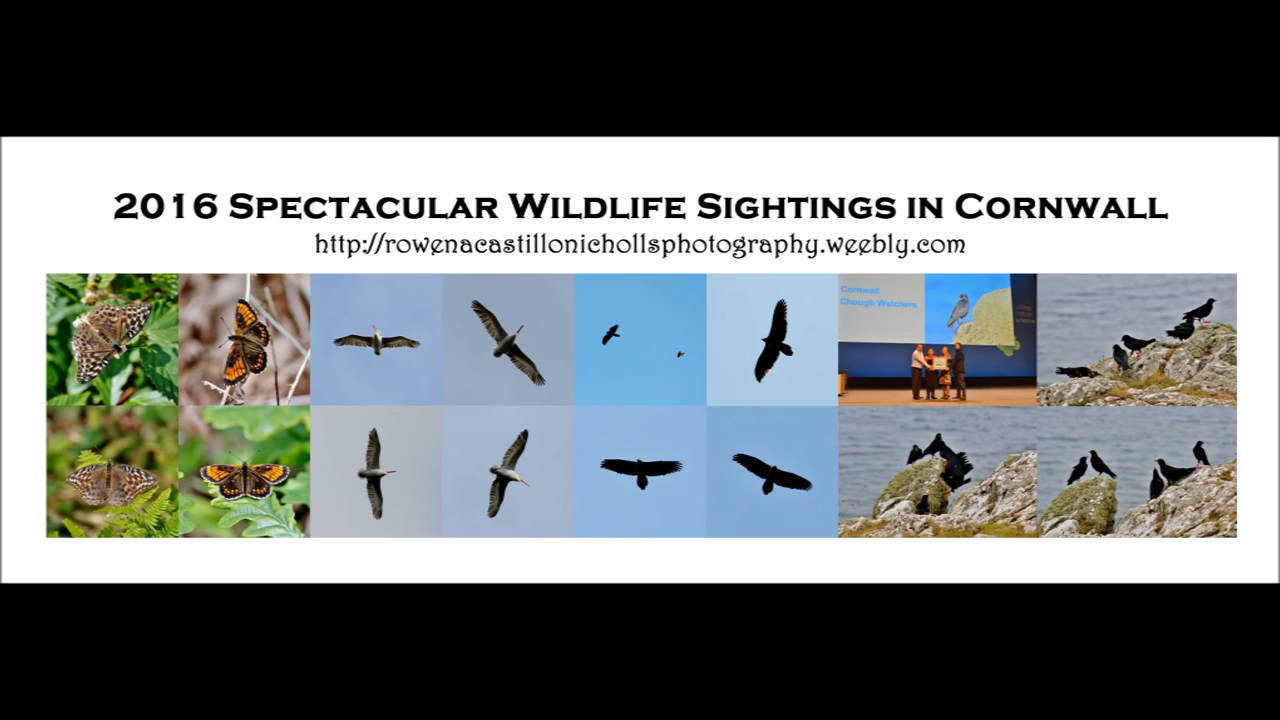 2016 Spectacular Wildlife Sightings in Cornwall
http://rowenacastillonichollsphotography.weebly.com
Cornwall
Chough Watchers